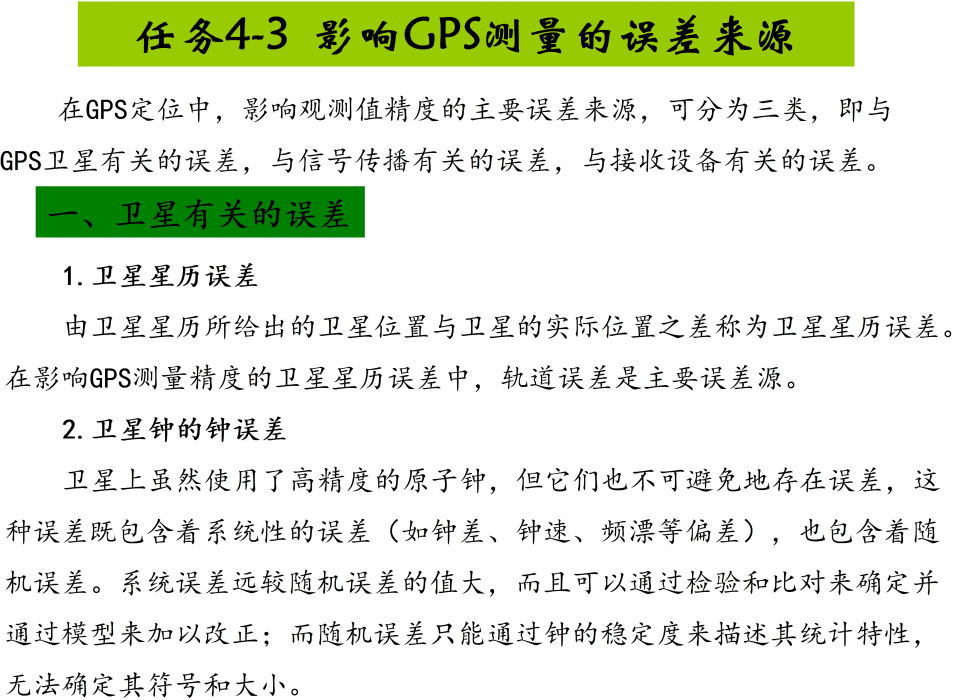 任务4-3 影响GPS测量的误差来源
在GPS定位中，影响观测值精度的主要误差来源，可分为三类，即与
GPS卫星有关的误差，与信号传播有关的误差，与接收设备有关的误差。
一、卫星有关的误差
1.卫星星历误差
由卫星星历所给出的卫星位置与卫星的实际位置之差称为卫星星历误差。
在影响GPS测量精度的卫星星历误差中，轨道误差是主要误差源。
2.卫星钟的钟误差
卫星上虽然使用了高精度的原子钟，但它们也不可避免地存在误差，这
种误差既包含着系统性的误差（如钟差、钟速、频漂等偏差），也包含着随
机误差。系统误差远较随机误差的值大，而且可以通过检验和比对来确定并
通过模型来加以改正；而随机误差只能通过钟的稳定度来描述其统计特性，
无法确定其符号和大小。